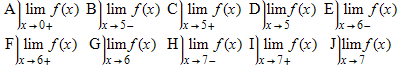 A) lim f(x) x→0+ B) lim f(x) x→5− C) lim f(x) x→5+ D) lim f(x) x→5 E) lim f(x) x→6−
F) lim f(x) x→6+ G) lim f(x) x→6 H) lim f(x) x→7− I) lim f(x) x→7+ J) lim f(x) x→7